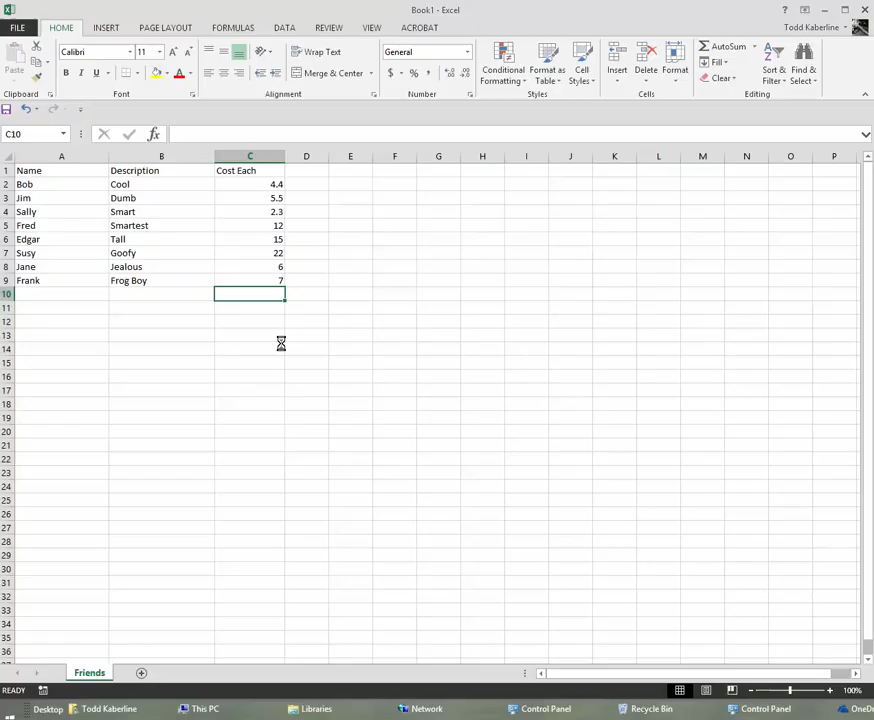 Book1 - Excel
FILE HOME INSERT PAGE LAYOUT FORMULAS DATA REVIEW VIEW ACROBAT Todd Kaberline
Paste Calibri 11 Wrap Text General Conditional Formatting Format as Table Cell Styles Insert Delete Format AutoSum Fill Clear Sort & Filter Find & Select
B I U Merge & Center $ % ,
Clipboard Font Alignment Number Styles Cells Editing
C10 fx
A B C D E F G H I J K L M N O P
1 Name Description Cost Each
2 Bob Cool 4.4
3 Jim Dumb 5.5
4 Sally Smart 2.3
5 Fred Smartest 12
6 Edgar Tall 15
7 Susy Goofy 22
8 Jane Jealous 6
9 Frank Frog Boy 7
10
11
12
13
14
15
16
17
18
19
20
21
22
23
24
25
26
27
28
29
30
31
32
33
34
35
36
Friends
READY 100%
Desktop Todd Kaberline This PC Libraries Network Control Panel Recycle Bin Control Panel